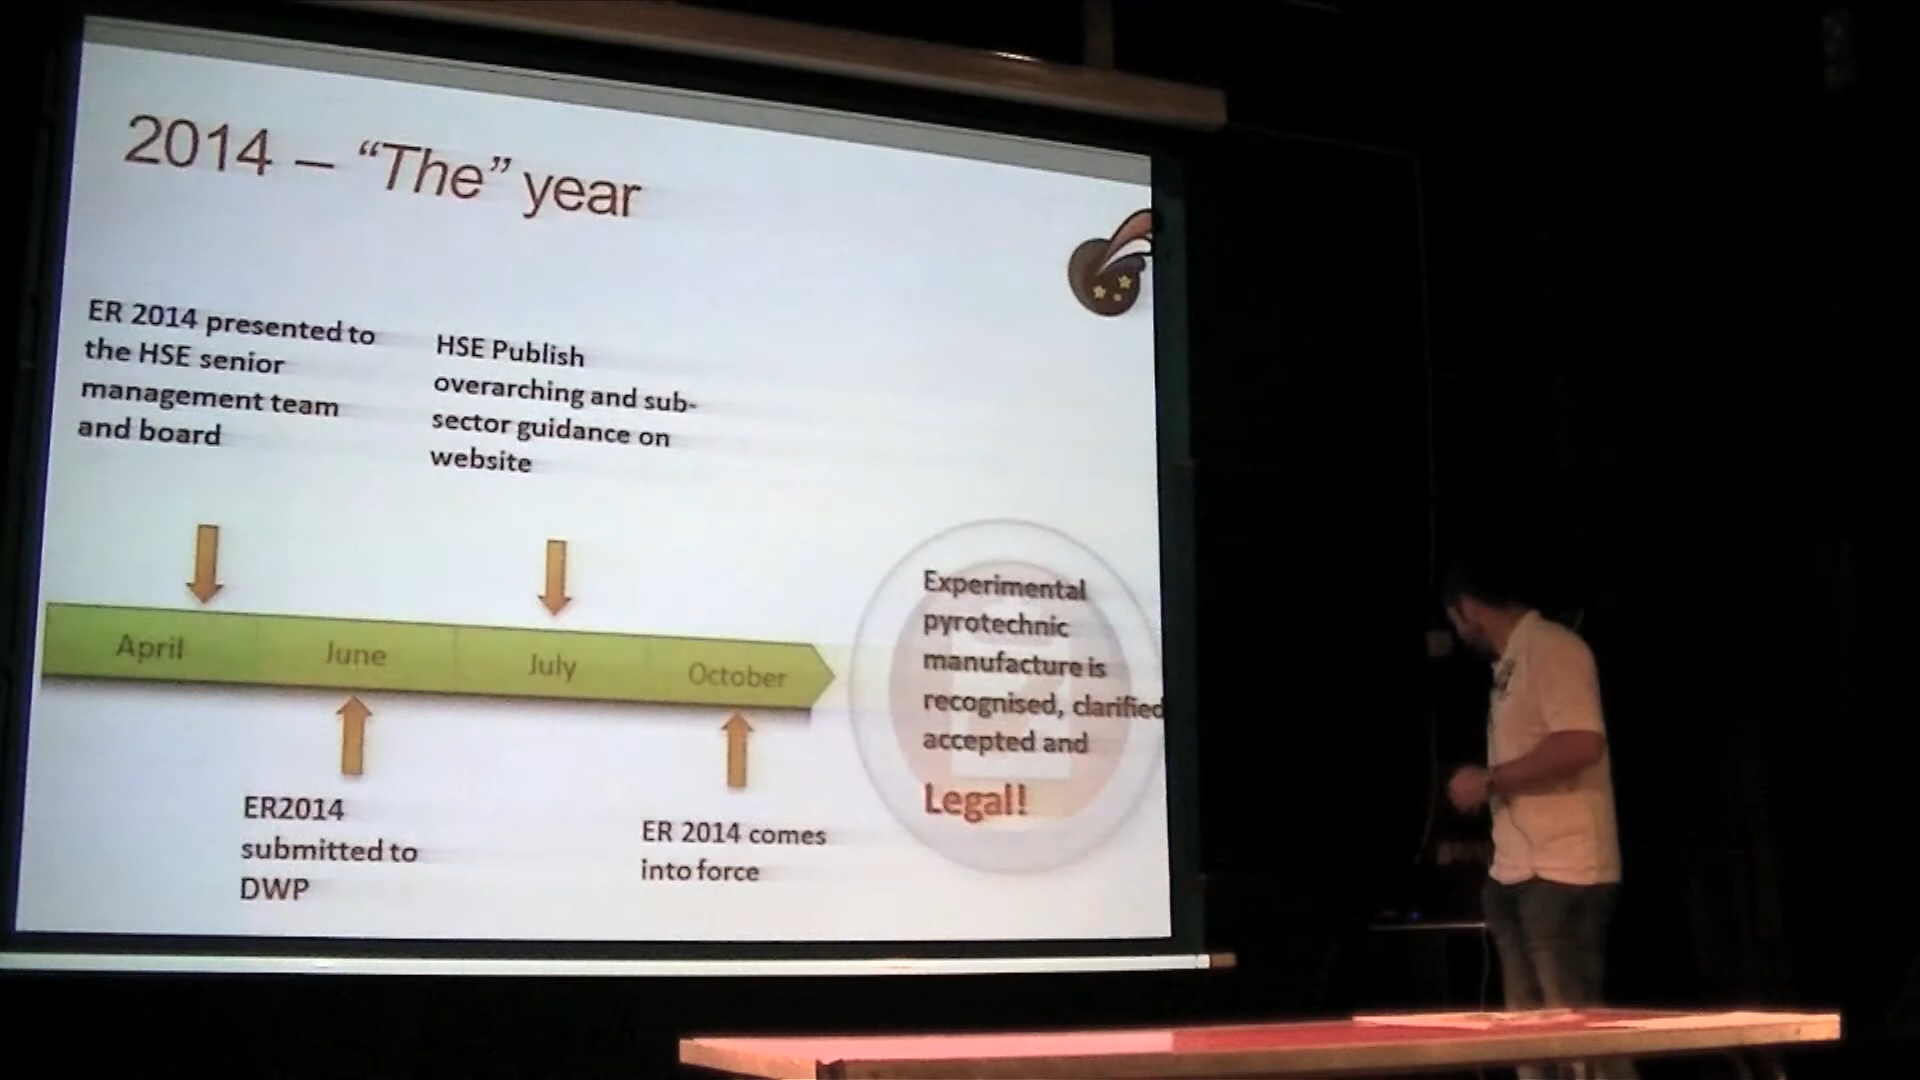 2014 – “The” year
ER 2014 presented to
the HSE senior
management team
and board
HSE Publish
overarching and sub-
sector guidance on
website
April
June
July
October
ER2014
submitted to
DWP
ER 2014 comes
into force
Experimental
pyrotechnic
manufacture is
recognised, clarified
accepted and
Legal!